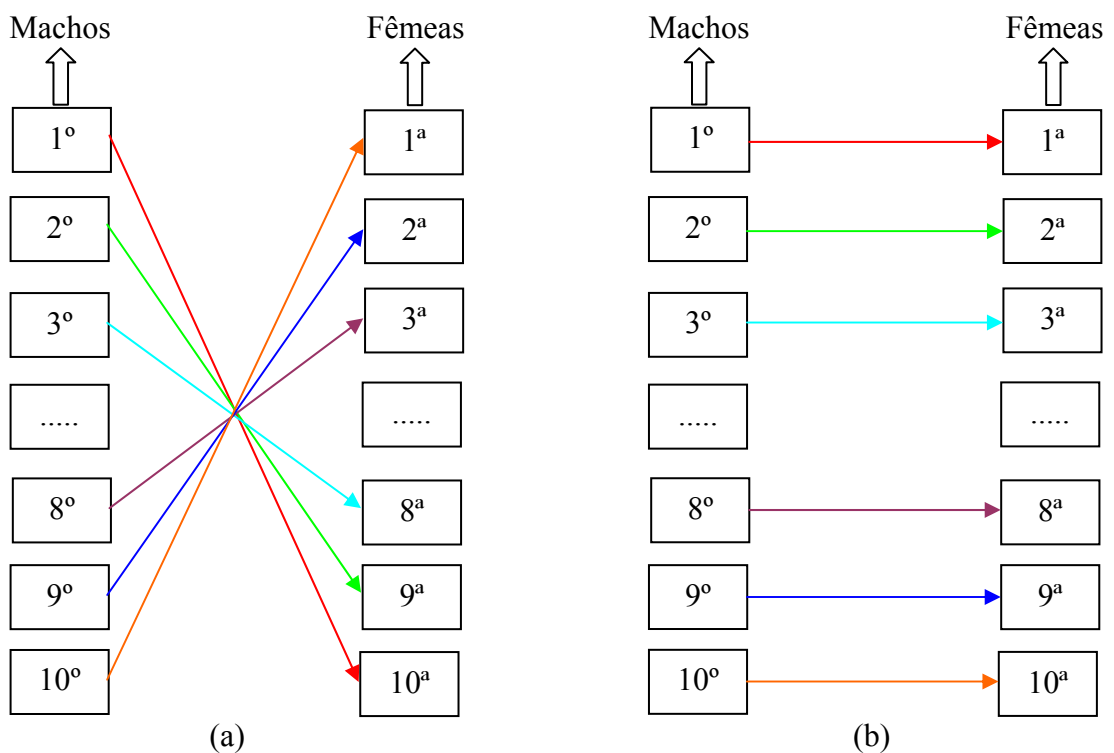 Machos Fêmeas Machos Fêmeas
1º 1ª 1º 1ª
2º 2ª 2º 2ª
3º 3ª 3º 3ª
..... ..... ..... .....
8º 8ª 8º 8ª
9º 9ª 9º 9ª
10º 10ª 10º 10ª
(a) (b)